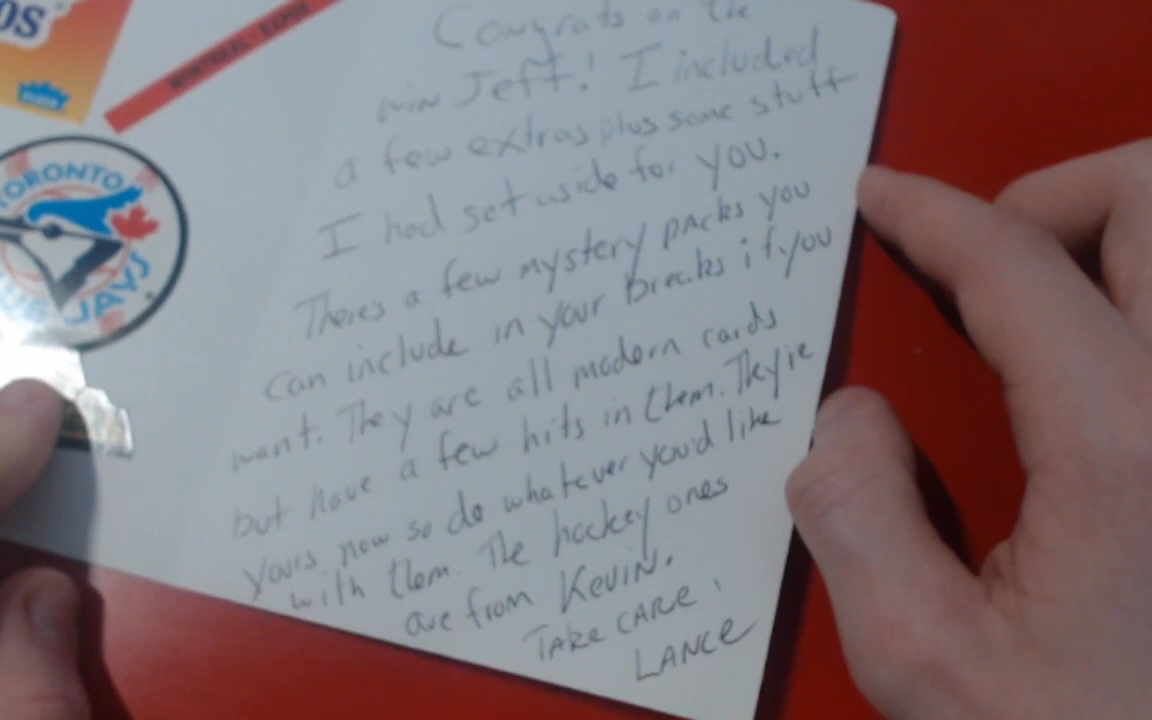 OS
FLEER
MONTREAL EXPOS
TORONTO
BLUE JAYS
Congrats on the
win Jeff! I included
a few extras plus some stuff
I had set aside for you.
Theres a few mystery packs you
can include in your breaks if you
want. They are all modern cards
but have a few hits in them. They're
yours now so do whatever you'd like
with them. The hockey ones
are from KEVIN.
TAKE CARE,
LANCE